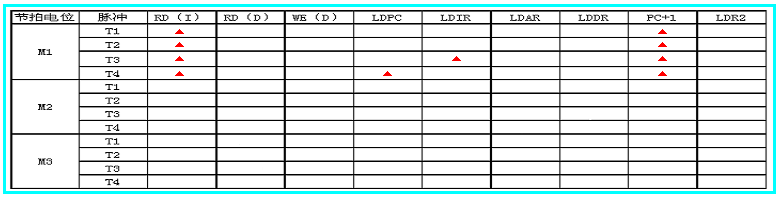 节拍电位 脉冲 RD（I） RD（D） WE（D） LDPC LDIR LDAR LDDR PC+1 LDR2
M1 T1
T2
T3
T4
M2 T1
T2
T3
T4
M3 T1
T2
T3
T4